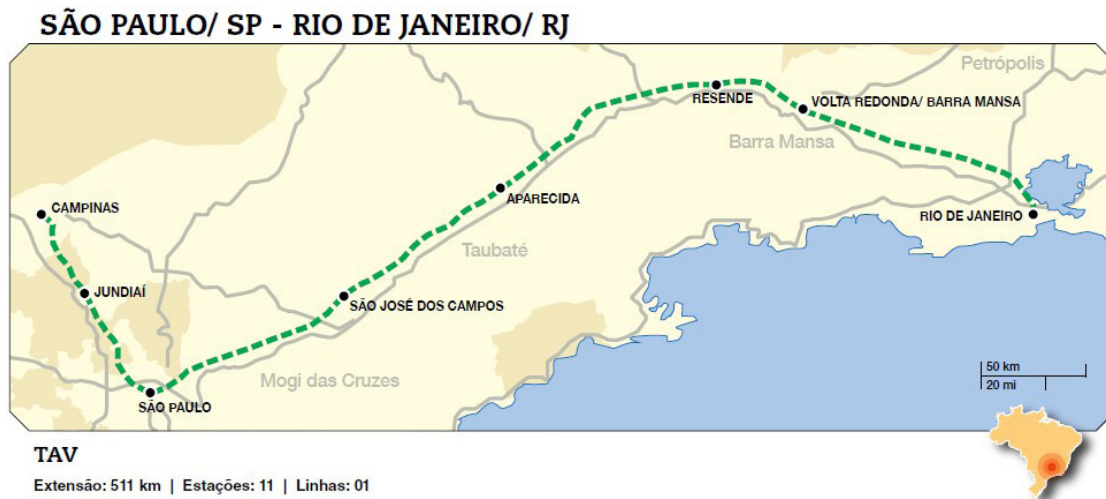 SÃO PAULO/ SP - RIO DE JANEIRO/ RJ
Petrópolis
RESENDE
VOLTA REDONDA/ BARRA MANSA
Barra Mansa
APARECIDA
CAMPINAS
RIO DE JANEIRO
Taubaté
JUNDIAÍ
SÃO JOSÉ DOS CAMPOS
50 km
20 mi
Mogi das Cruzes
SÃO PAULO
TAV
Extensão: 511 km | Estações: 11 | Linhas: 01